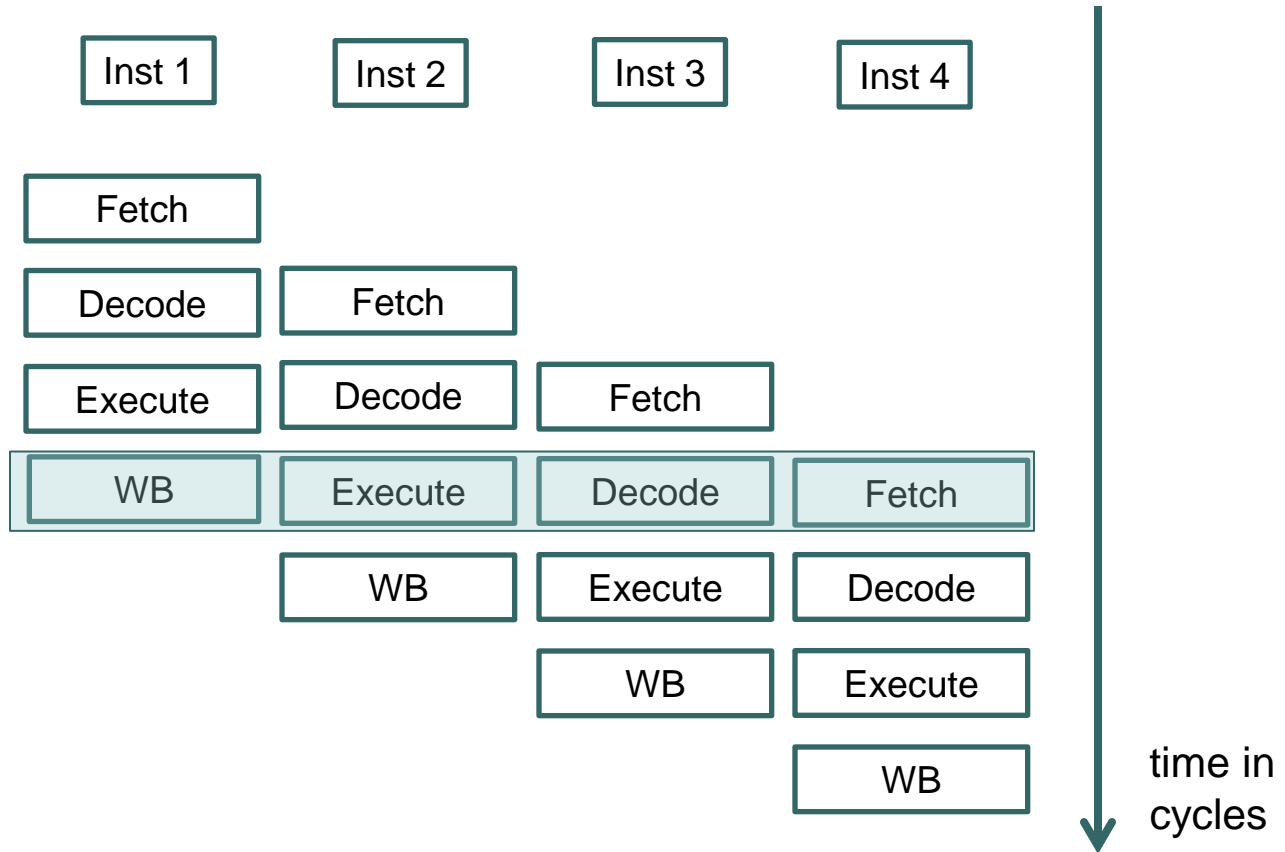 Inst 1 Inst 2 Inst 3 Inst 4
Fetch
Decode Fetch
Execute Decode Fetch
WB Execute Decode Fetch
WB Execute Decode
WB Execute
WB
time in
cycles